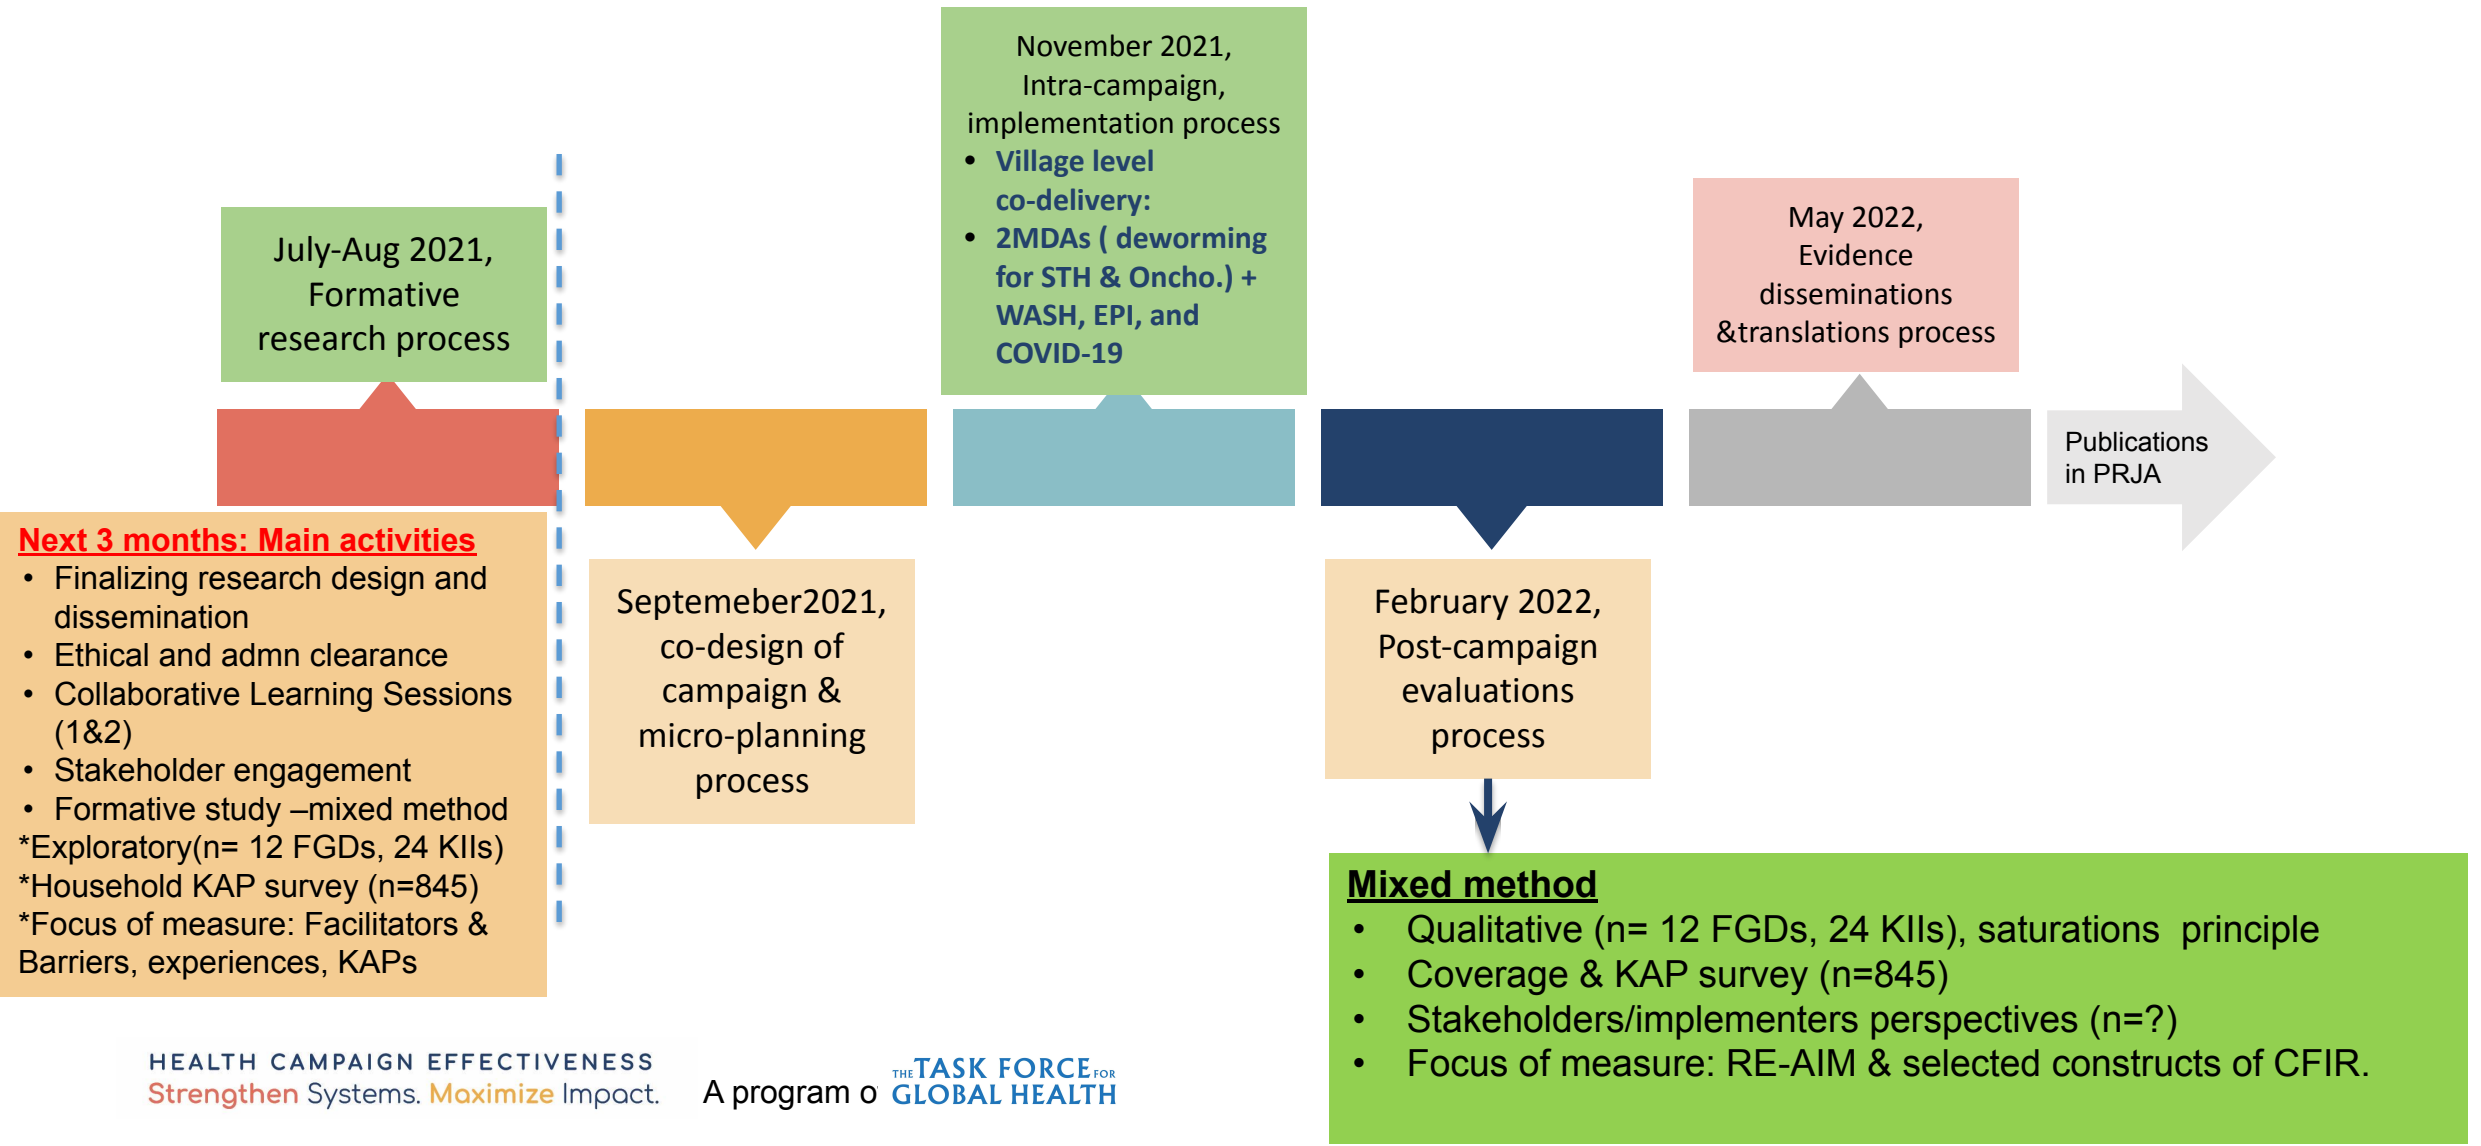 July-Aug 2021,
Formative
research process
November 2021,
Intra-campaign,
implementation process
• Village level
co-delivery:
• 2MDAs ( deworming
for STH & Oncho.) +
WASH, EPI, and
COVID-19
May 2022,
Evidence
disseminations
&translations process
Publications
in PRJA
Next 3 months: Main activities
• Finalizing research design and
dissemination
• Ethical and admn clearance
• Collaborative Learning Sessions
(1&2)
• Stakeholder engagement
• Formative study –mixed method
*Exploratory(n= 12 FGDs, 24 KIIs)
*Household KAP survey (n=845)
*Focus of measure: Facilitators &
Barriers, experiences, KAPs
Septemeber2021,
co-design of
campaign &
micro-planning
process
February 2022,
Post-campaign
evaluations
process
Mixed method
• Qualitative (n= 12 FGDs, 24 KIIs), saturations principle
• Coverage & KAP survey (n=845)
• Stakeholders/implementers perspectives (n=?)
• Focus of measure: RE-AIM & selected constructs of CFIR.
HEALTH CAMPAIGN EFFECTIVENESS
Strengthen Systems. Maximize Impact.
A program o
THE TASK FORCE FOR
GLOBAL HEALTH